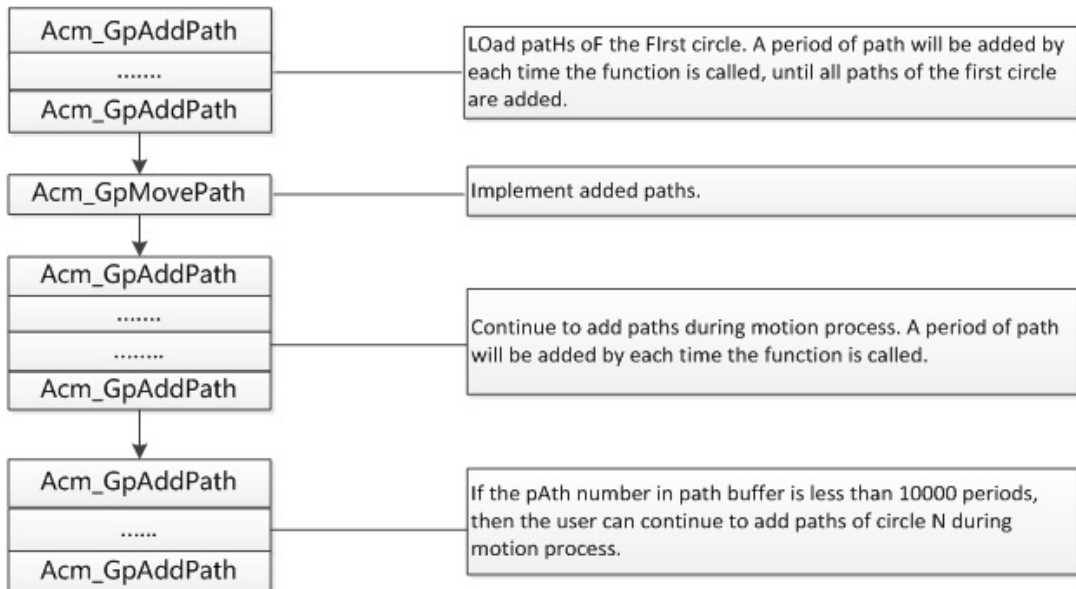 Acm_GpAddPath
.......
Acm_GpAddPath
LOad patHs oF the FIrst circle. A period of path will be added by
each time the function is called, until all paths of the first circle
are added.
Acm_GpMovePath
Implement added paths.
Acm_GpAddPath
.......
........
Acm_GpAddPath
Continue to add paths during motion process. A period of path
will be added by each time the function is called.
Acm_GpAddPath
......
Acm_GpAddPath
If the pAth number in path buffer is less than 10000 periods,
then the user can continue to add paths of circle N during
motion process.